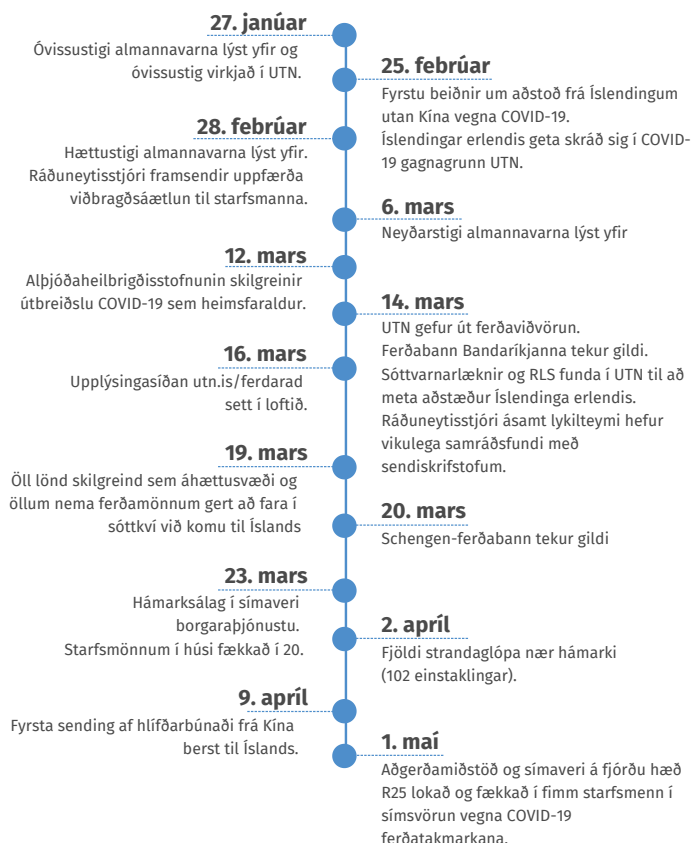 27. janúar
Óvissustigi almannavarna lýst yfir og
óvissustig virkjað í UTN.
25. febrúar
Fyrstu beiðnir um aðstoð frá Íslendingum
utan Kína vegna COVID-19.
Íslendingar erlendis geta skráð sig í COVID-
19 gagnagrunn UTN.
28. febrúar
Hættustigi almannavarna lýst yfir.
Ráðuneytisstjóri framsendir uppfærða
viðbragðsáætlun til starfsmanna.
6. mars
Neyðarstigi almannavarna lýst yfir
12. mars
Alþjóðaheilbrigðisstofnunin skilgreinir
útbreiðslu COVID-19 sem heimsfaraldur.
14. mars
UTN gefur út ferðaviðvörun.
Ferðabann Bandaríkjanna tekur gildi.
Sóttvarnarlæknir og RLS funda í UTN til að
meta aðstæður Íslendinga erlendis.
Ráðuneytisstjóri ásamt lykilteymi hefur
vikulega samráðsfundi með
sendiskrifstofum.
16. mars
Upplýsingasíðan utn.is/ferdarad
sett í loftið.
19. mars
Öll lönd skilgreind sem áhættusvæði og
öllum nema ferðamönnum gert að fara í
sóttkví við komu til Íslands
20. mars
Schengen-ferðabann tekur gildi
23. mars
Hámarksálag í símaveri
borgaraþjónustu.
Starfsmönnum í húsi fækkað í 20.
2. apríl
Fjöldi strandaglópa nær hámarki
(102 einstaklingar).
9. apríl
Fyrsta sending af hlífðarbúnaði frá Kína
berst til Íslands.
1. maí
Aðgerðamiðstöð og símaveri á fjórðu hæð
R25 lokað og fækkað í fimm starfsmenn í
símsvörun vegna COVID-19
ferðatakmarkana.